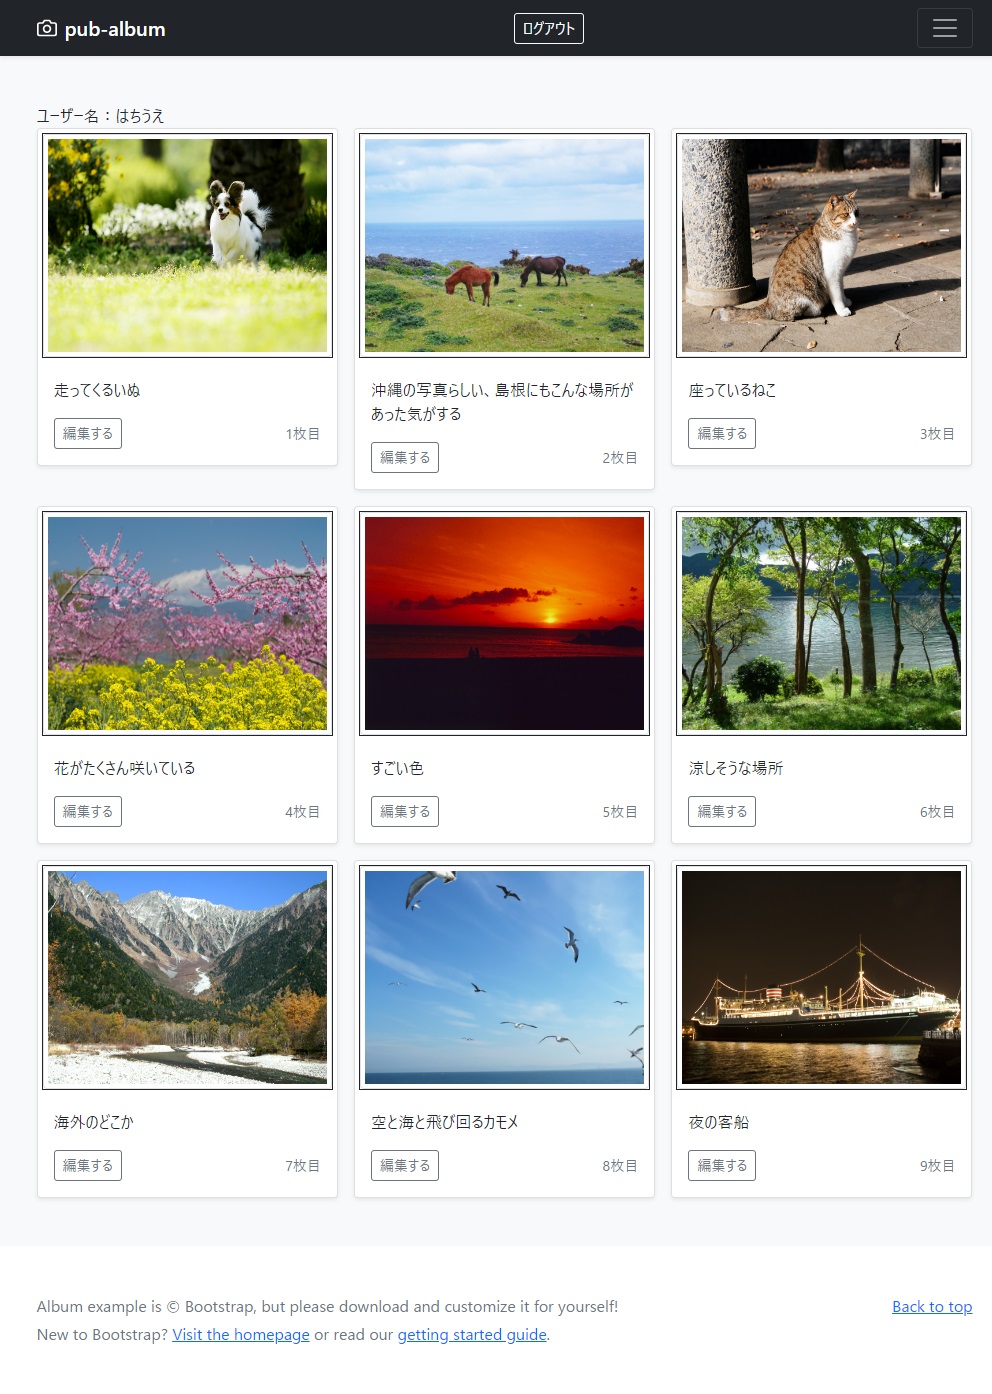 pub-album
ログアウト
ユーザー名 : はちうえ
走ってくるいぬ
編集する
1枚目
沖縄の写真らしい、島根にもこんな場所が
あった気がする
編集する
2枚目
座っているねこ
編集する
3枚目
花がたくさん咲いている
編集する
4枚目
すごい色
編集する
5枚目
涼しそうな場所
編集する
6枚目
海外のどこか
編集する
7枚目
空と海と飛び回るカモメ
編集する
8枚目
夜の客船
編集する
9枚目
Album example is © Bootstrap, but please download and customize it for yourself!
Back to top
New to Bootstrap? Visit the homepage or read our getting started guide.